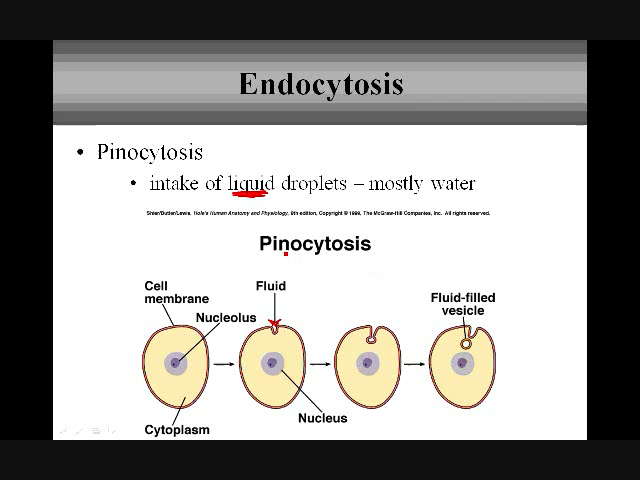 Endocytosis
• Pinocytosis
• intake of liquid droplets – mostly water
Shier/Butler/Lewis, Hole's Human Anatomy and Physiology, 8th edition, Copyright © 1999, The McGraw-Hill Companies, Inc. All rights reserved.
Pinocytosis
Cell
membrane
Nucleolus
Fluid
Fluid-filled
vesicle
Nucleus
Cytoplasm